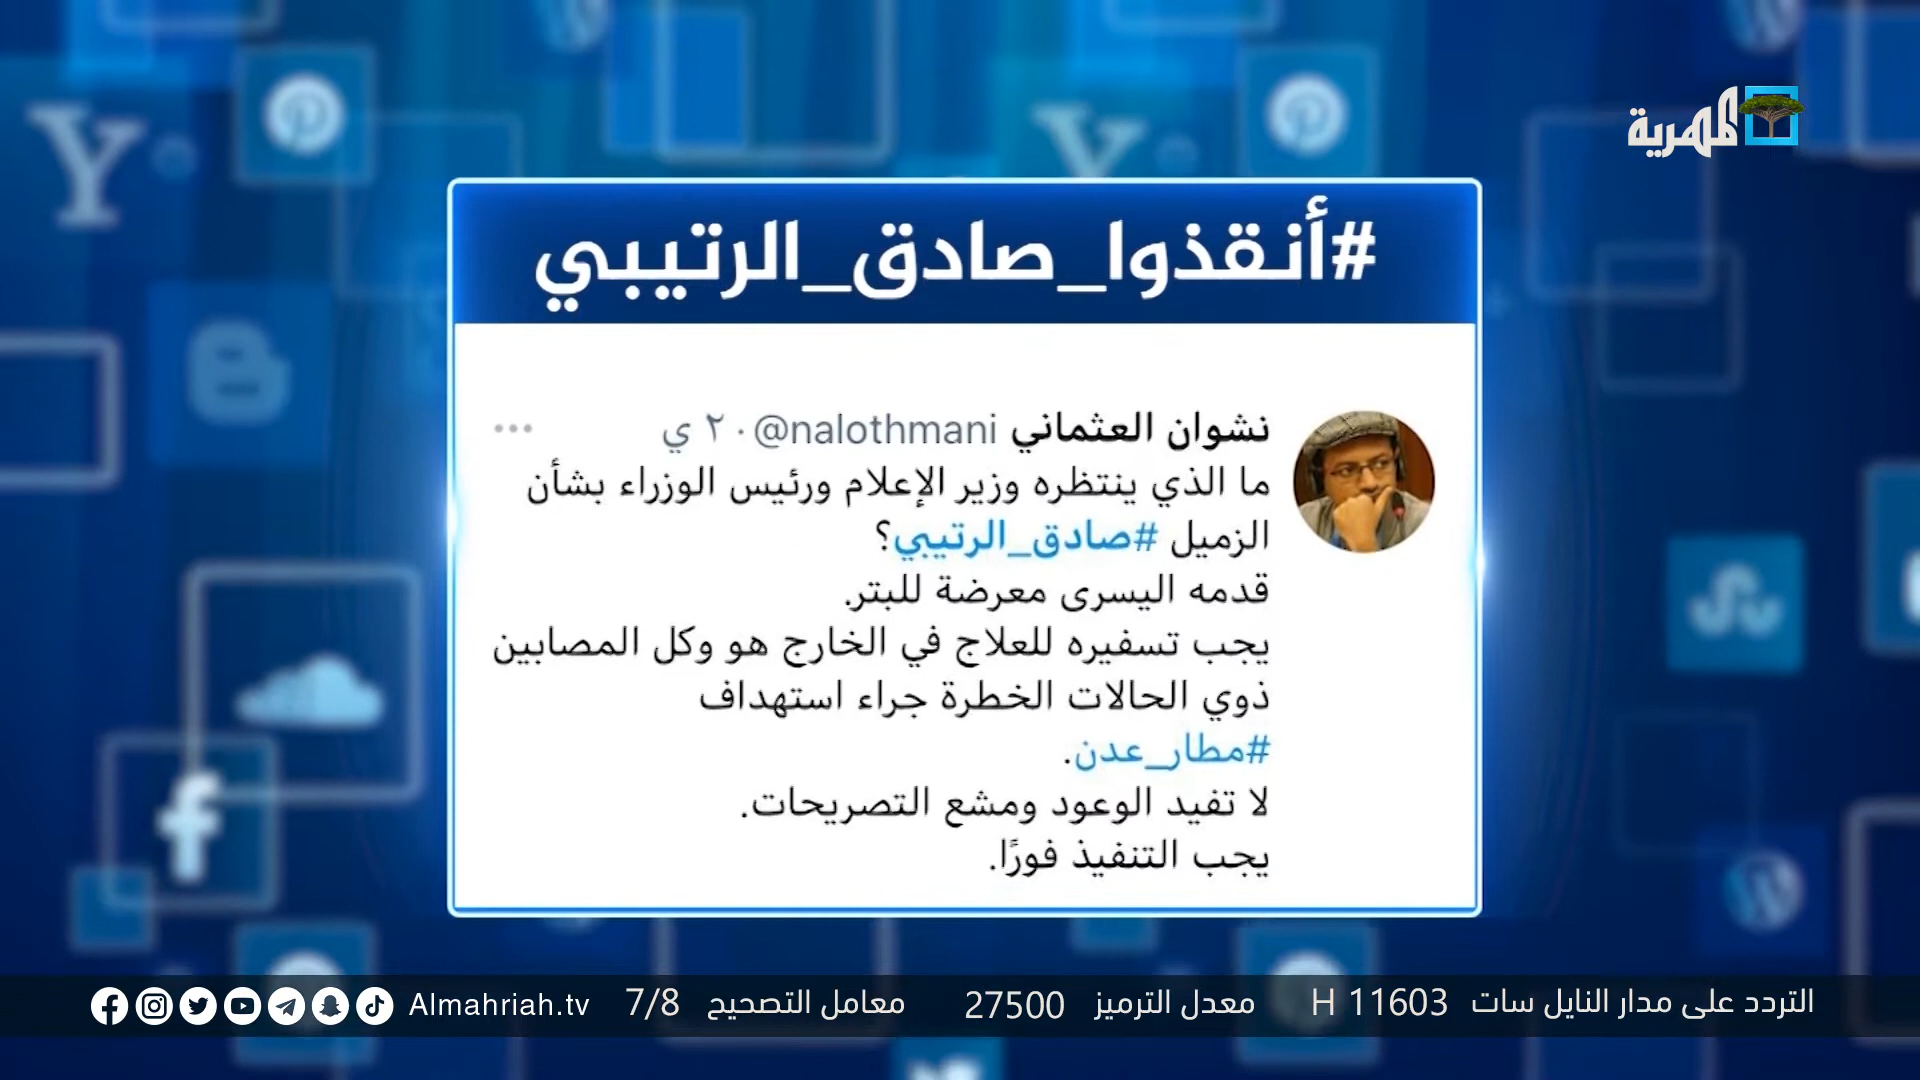 المهرية
#أنقذوا_صادق_الرتيبي
نشوان العثماني @nalothmani · ٢٠ ي
ما الذي ينتظره وزير الإعلام ورئيس الوزراء بشأن
الزميل #صادق_الرتيبي؟
قدمه اليسرى معرضة للبتر.
يجب تسفيره للعلاج في الخارج هو وكل المصابين
ذوي الحالات الخطرة جراء استهداف
#مطار_عدن.
لا تفيد الوعود ومشع التصريحات.
يجب التنفيذ فورًا.
التردد على مدار النايل سات 11603 H معدل الترميز 27500 معامل التصحيح 7/8 Almahriah.tv